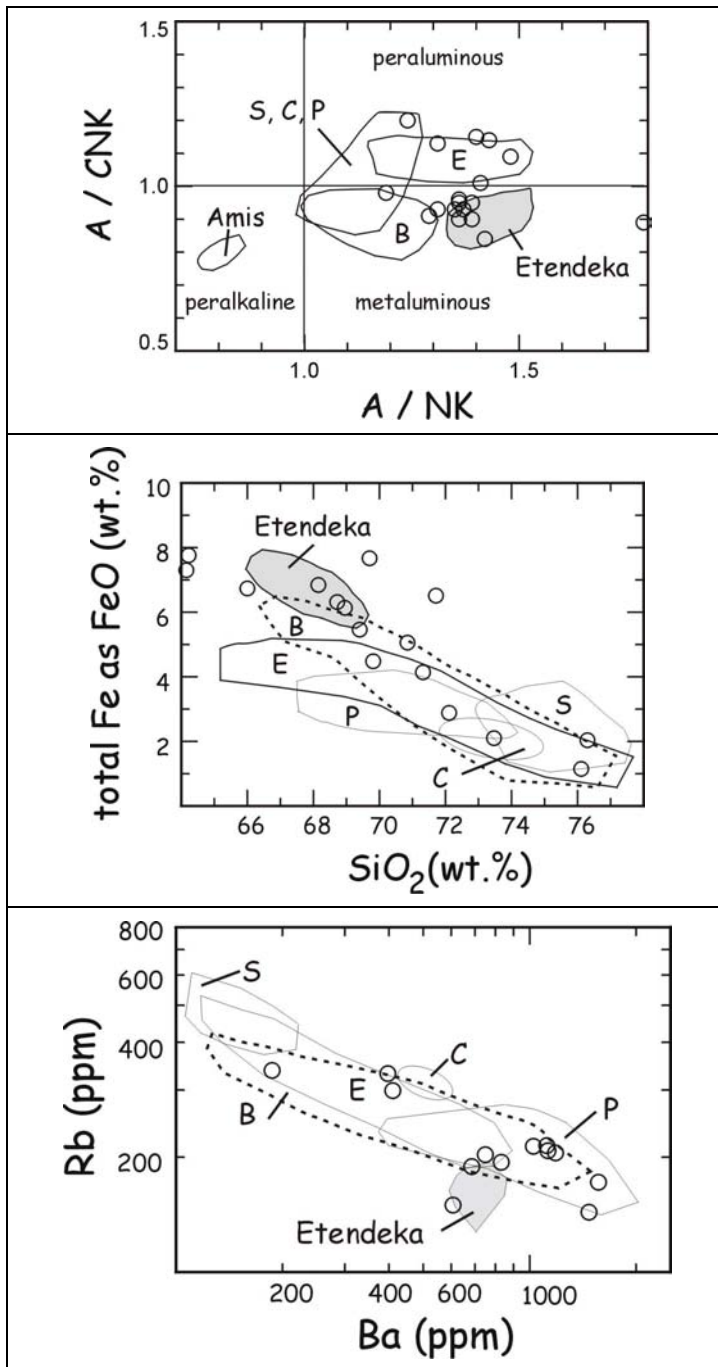 1.5
peraluminous
S, C, P
A / CNK
E
1.0
Amis
B
Etendeka
peralkaline
metaluminous
0.5
1.0
1.5
A / NK
10
Etendeka
8
6
B
4
E
P
S
2
C
total Fe as FeO (wt.%)
66
68
70
72
74
76
SiO2(wt.%)
800
S
600
400
C
E
B
P
200
Etendeka
Rb (ppm)
200
400
600
1000
Ba (ppm)